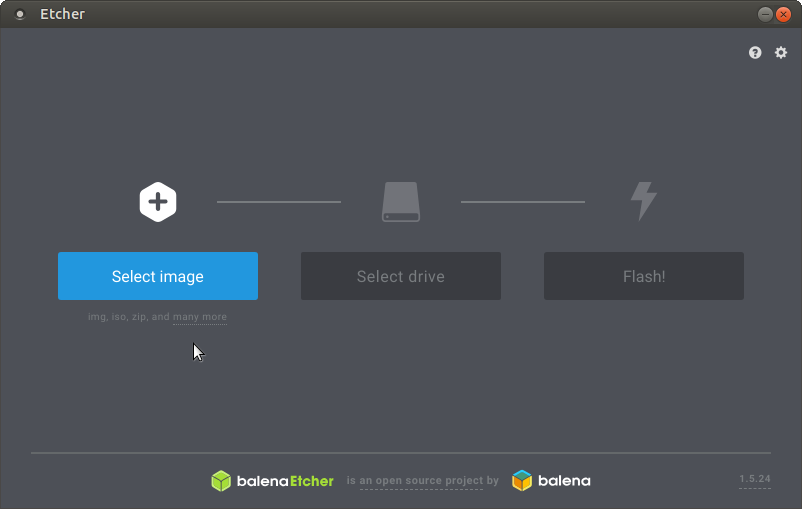 Etcher
Select image
Select drive
Flash!
img, iso, zip, and many more
balenaEtcher is an open source project by balena
1.5.24